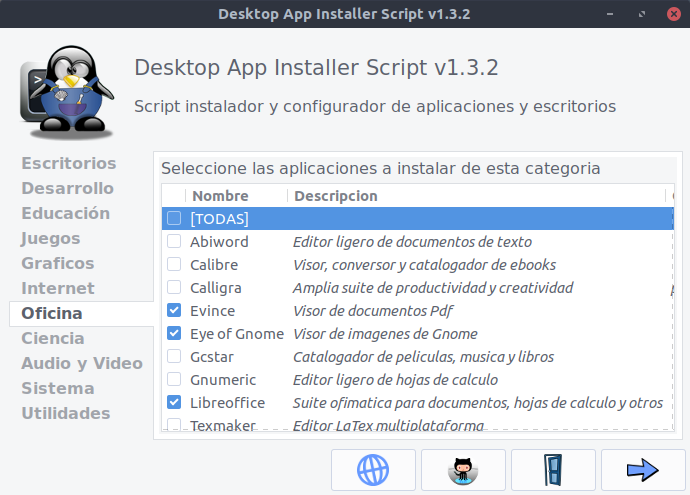 Desktop App Installer Script v1.3.2
Desktop App Installer Script v1.3.2
Script instalador y configurador de aplicaciones y escritorios
Escritorios
Desarrollo
Educación
Juegos
Graficos
Internet
Oficina
Ciencia
Audio y Video
Sistema
Utilidades
Seleccione las aplicaciones a instalar de esta categoria
Nombre Descripcion
[TODAS]
Abiword Editor ligero de documentos de texto
Calibre Visor, conversor y catalogador de ebooks
Calligra Amplia suite de productividad y creatividad
Evince Visor de documentos Pdf
Eye of Gnome Visor de imagenes de Gnome
Gcstar Catalogador de peliculas, musica y libros
Gnumeric Editor ligero de hojas de calculo
Libreoffice Suite ofimatica para documentos, hojas de calculo y otros
Texmaker Editor LaTex multiplataforma